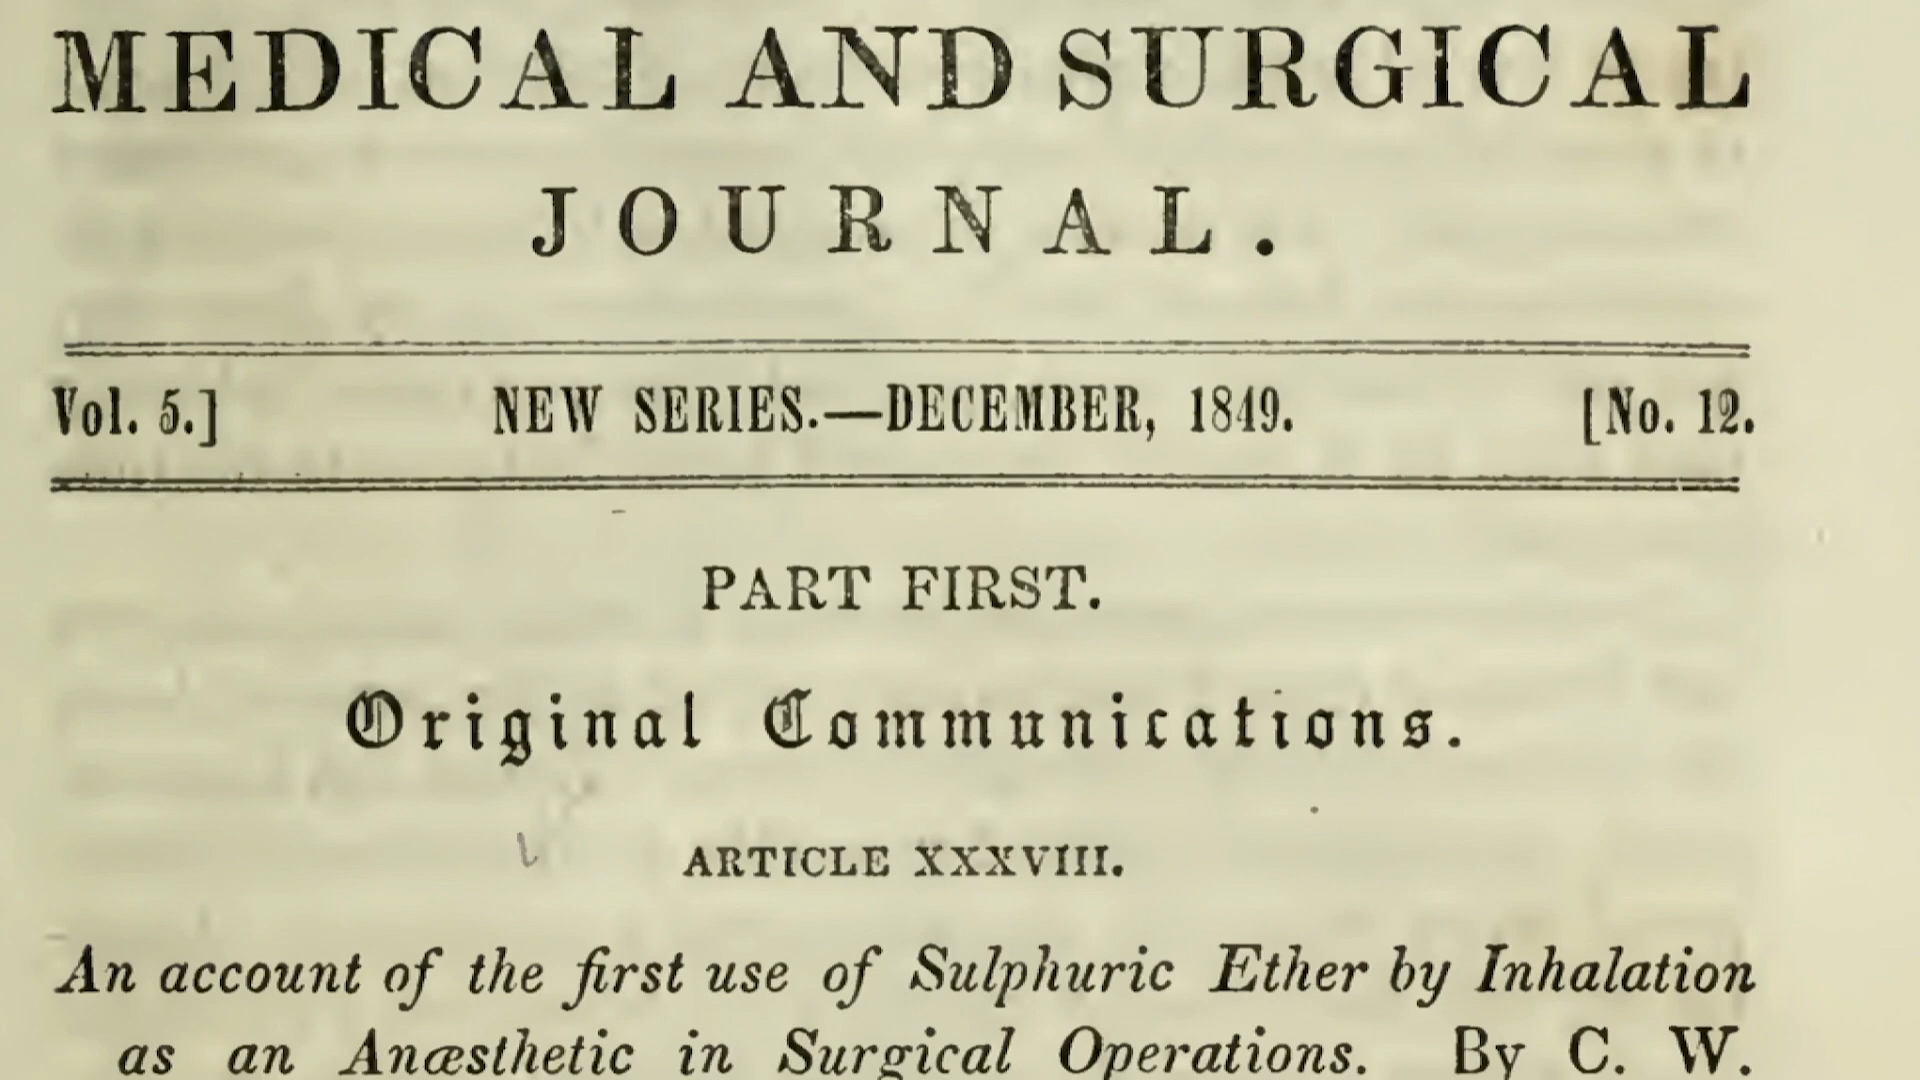 MEDICAL AND SURGICAL
JOURNAL.
Vol. 5.] NEW SERIES.—DECEMBER, 1849. [No. 12.
PART FIRST.
Original Communications.
ARTICLE XXXVIII.
An account of the first use of Sulphuric Ether by Inhalation
as an Anæsthetic in Surgical Operations. By C. W.